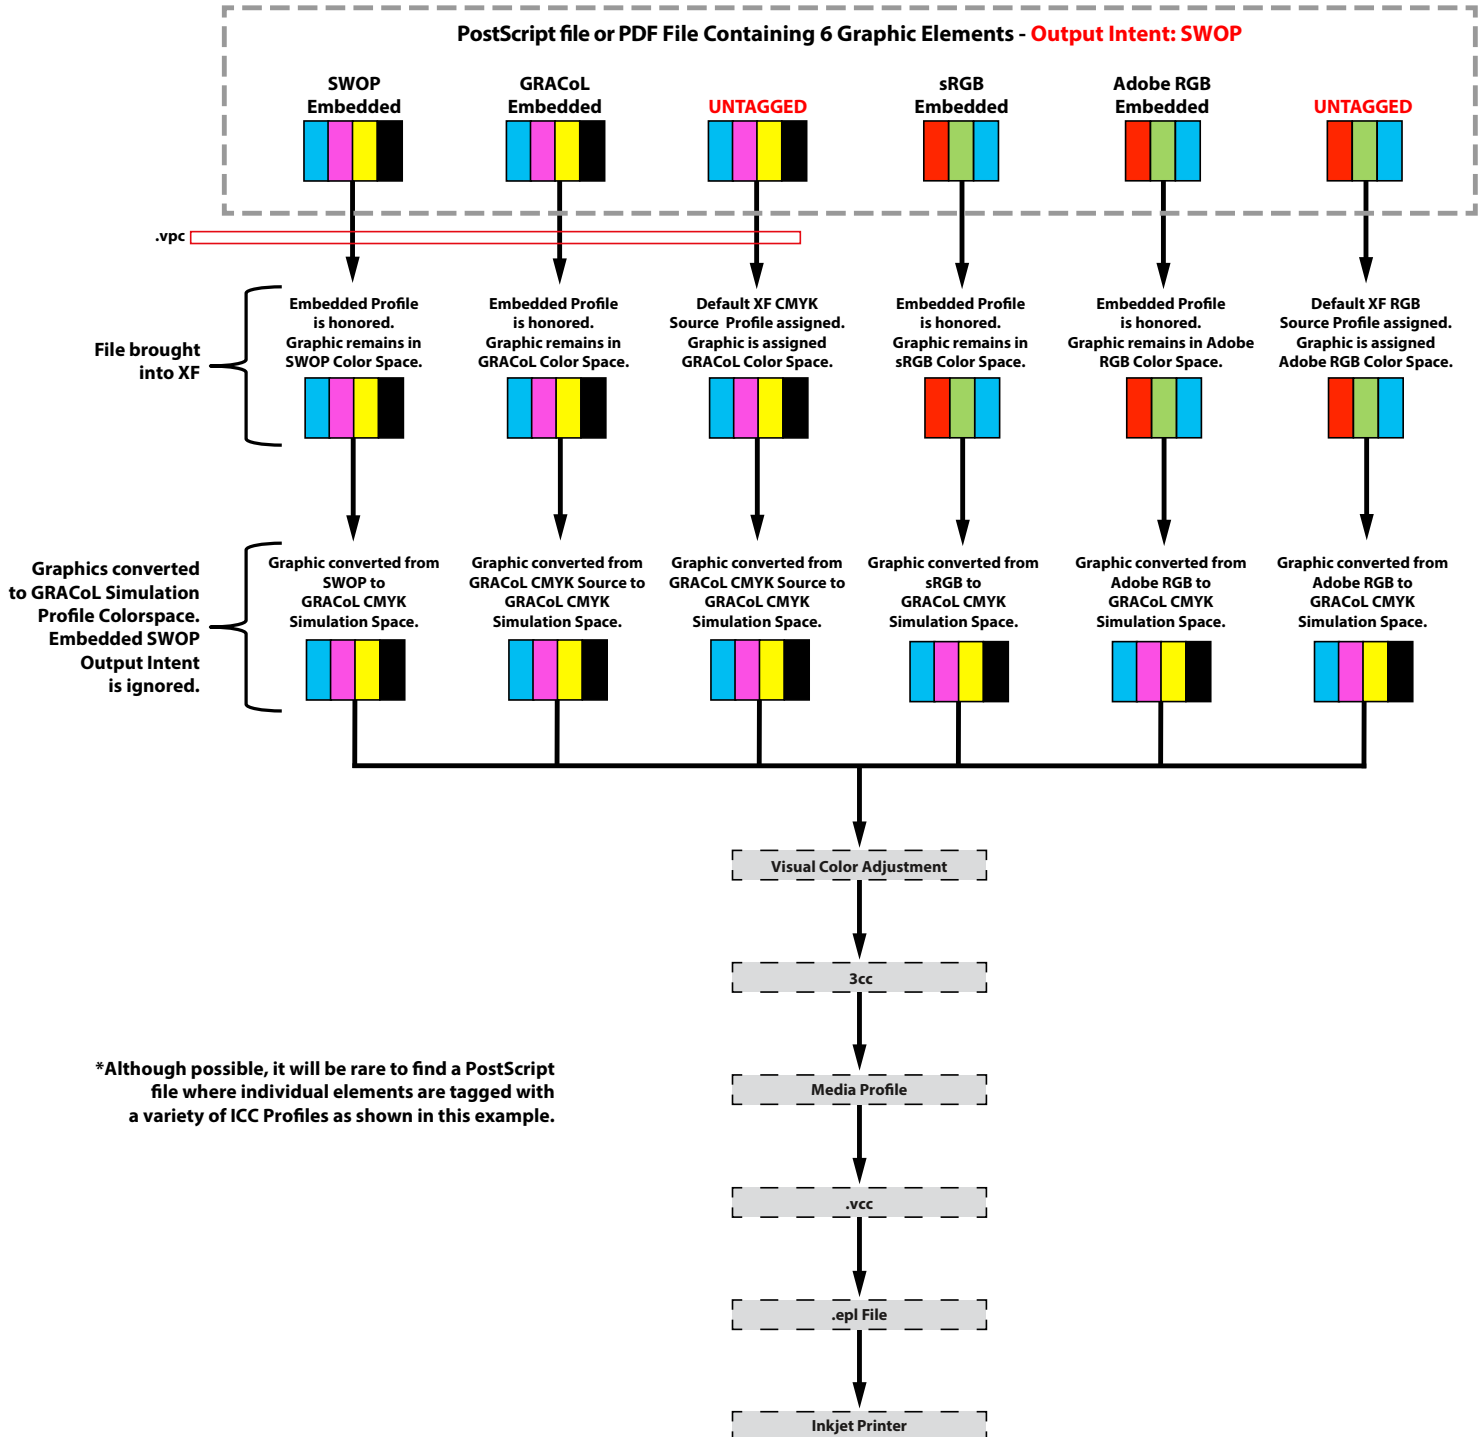 PostScript file or PDF File Containing 6 Graphic Elements - Output Intent: SWOP
SWOP
Embedded
GRACoL
Embedded
UNTAGGED
sRGB
Embedded
Adobe RGB
Embedded
UNTAGGED
.vpc
File brought
into XF
Embedded Profile
is honored.
Graphic remains in
SWOP Color Space.
Embedded Profile
is honored.
Graphic remains in
GRACoL Color Space.
Default XF CMYK
Source Profile assigned.
Graphic is assigned
GRACoL Color Space.
Embedded Profile
is honored.
Graphic remains in
sRGB Color Space.
Embedded Profile
is honored.
Graphic remains in Adobe
RGB Color Space.
Default XF RGB
Source Profile assigned.
Graphic is assigned
Adobe RGB Color Space.
Graphics converted
to GRACoL Simulation
Profile Colorspace.
Embedded SWOP
Output Intent
is ignored.
Graphic converted from
SWOP to
GRACoL CMYK
Simulation Space.
Graphic converted from
GRACoL CMYK Source to
GRACoL CMYK
Simulation Space.
Graphic converted from
GRACoL CMYK Source to
GRACoL CMYK
Simulation Space.
Graphic converted from
sRGB to
GRACoL CMYK
Simulation Space.
Graphic converted from
Adobe RGB to
GRACoL CMYK
Simulation Space.
Graphic converted from
Adobe RGB to
GRACoL CMYK
Simulation Space.
Visual Color Adjustment
3cc
*Although possible, it will be rare to find a PostScript
file where individual elements are tagged with
a variety of ICC Profiles as shown in this example.
Media Profile
.vcc
.epl File
Inkjet Printer